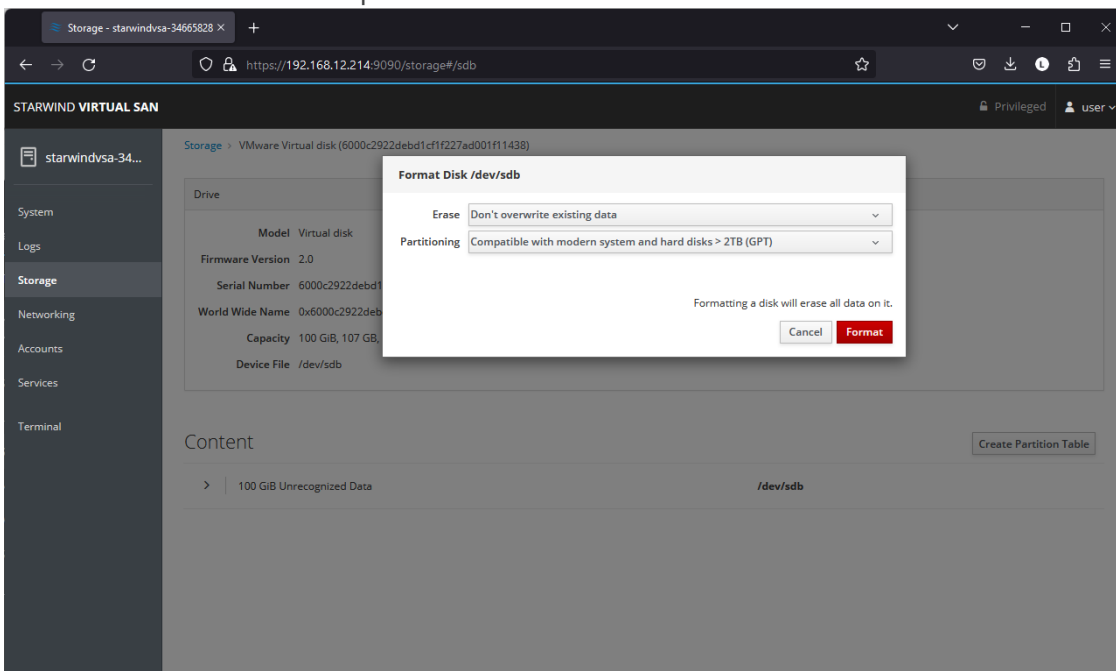 Storage - starwindvsa-34665828
https://192.168.12.214:9090/storage#/sdb
STARWIND VIRTUAL SAN
Privileged
user
starwindvsa-34...
System
Logs
Storage
Networking
Accounts
Services
Terminal
Storage > VMware Virtual disk (6000c2922debd1cf1f227ad001f11438)
Drive
Model Virtual disk
Firmware Version 2.0
Serial Number 6000c2922debd1
World Wide Name 0x6000c2922deb
Capacity 100 GiB, 107 GB,
Device File /dev/sdb
Format Disk /dev/sdb
Erase Don't overwrite existing data
Partitioning Compatible with modern system and hard disks > 2TB (GPT)
Formatting a disk will erase all data on it.
Cancel Format
Content
Create Partition Table
100 GiB Unrecognized Data /dev/sdb